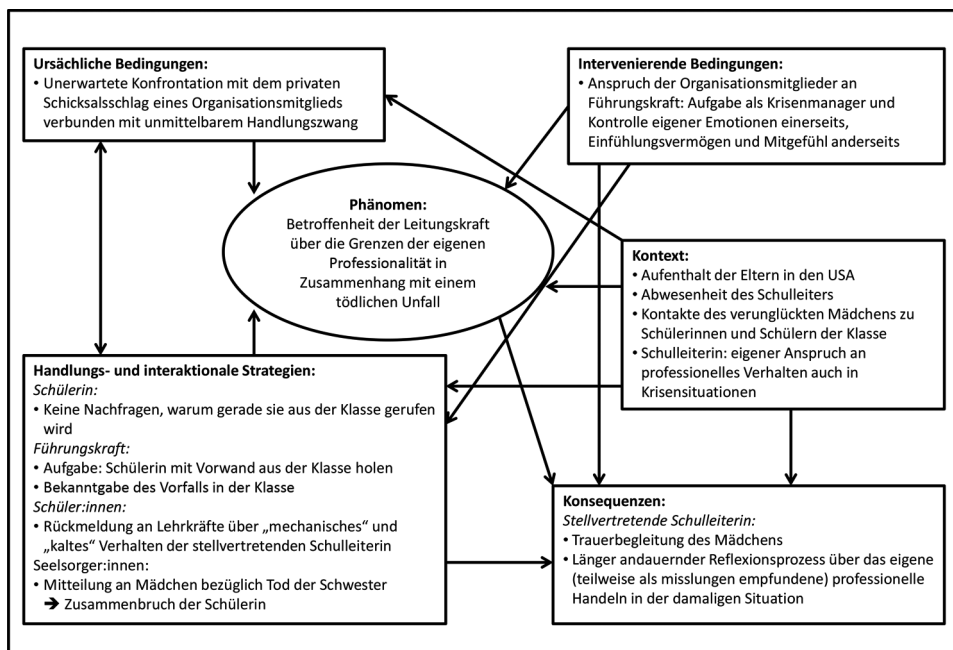 Ursächliche Bedingungen:
• Unerwartete Konfrontation mit dem privaten
Schicksalsschlag eines Organisationsmitglieds
verbunden mit unmittelbarem Handlungszwang
Intervenierende Bedingungen:
• Anspruch der Organisationsmitglieder an
Führungskraft: Aufgabe als Krisenmanager und
Kontrolle eigener Emotionen einerseits,
Einfühlungsvermögen und Mitgefühl anderseits
Phänomen:
Betroffenheit der Leitungskraft
über die Grenzen der eigenen
Professionalität in
Zusammenhang mit einem
tödlichen Unfall
Kontext:
• Aufenthalt der Eltern in den USA
• Abwesenheit des Schulleiters
• Kontakte des verunglückten Mädchens zu
Schülerinnen und Schülern der Klasse
• Schulleiterin: eigener Anspruch an
professionelles Verhalten auch in
Krisensituationen
Handlungs- und interaktionale Strategien:
Schülerin:
• Keine Nachfragen, warum gerade sie aus der Klasse gerufen
wird
Führungskraft:
• Aufgabe: Schülerin mit Vorwand aus der Klasse holen
• Bekanntgabe des Vorfalls in der Klasse
Schüler:innen:
• Rückmeldung an Lehrkräfte über „mechanisches“ und
„kaltes“ Verhalten der stellvertretenden Schulleiterin
Seelsorger:innen:
• Mitteilung an Mädchen bezüglich Tod der Schwester
➔ Zusammenbruch der Schülerin
Konsequenzen:
Stellvertretende Schulleiterin:
• Trauerbegleitung des Mädchens
• Länger andauernder Reflexionsprozess über das eigene
(teilweise als misslungen empfundene) professionelle
Handeln in der damaligen Situation